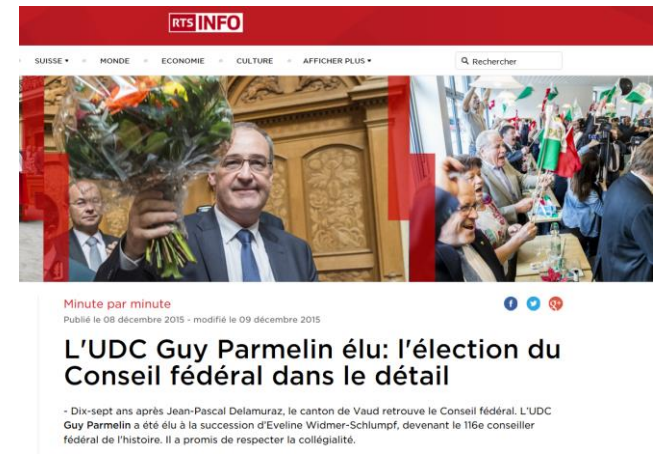 RTS INFO
SUISSE MONDE ECONOMIE CULTURE AFFICHER PLUS Rechercher
Minute par minute
Publié le 08 décembre 2015 - modifié le 09 décembre 2015
L'UDC Guy Parmelin élu: l'élection du
Conseil fédéral dans le détail
- Dix-sept ans après Jean-Pascal Delamuraz, le canton de Vaud retrouve le Conseil fédéral. L'UDC
Guy Parmelin a été élu à la succession d'Eveline Widmer-Schlumpf, devenant le 116e conseiller
fédéral de l'histoire. Il a promis de respecter la collégialité.